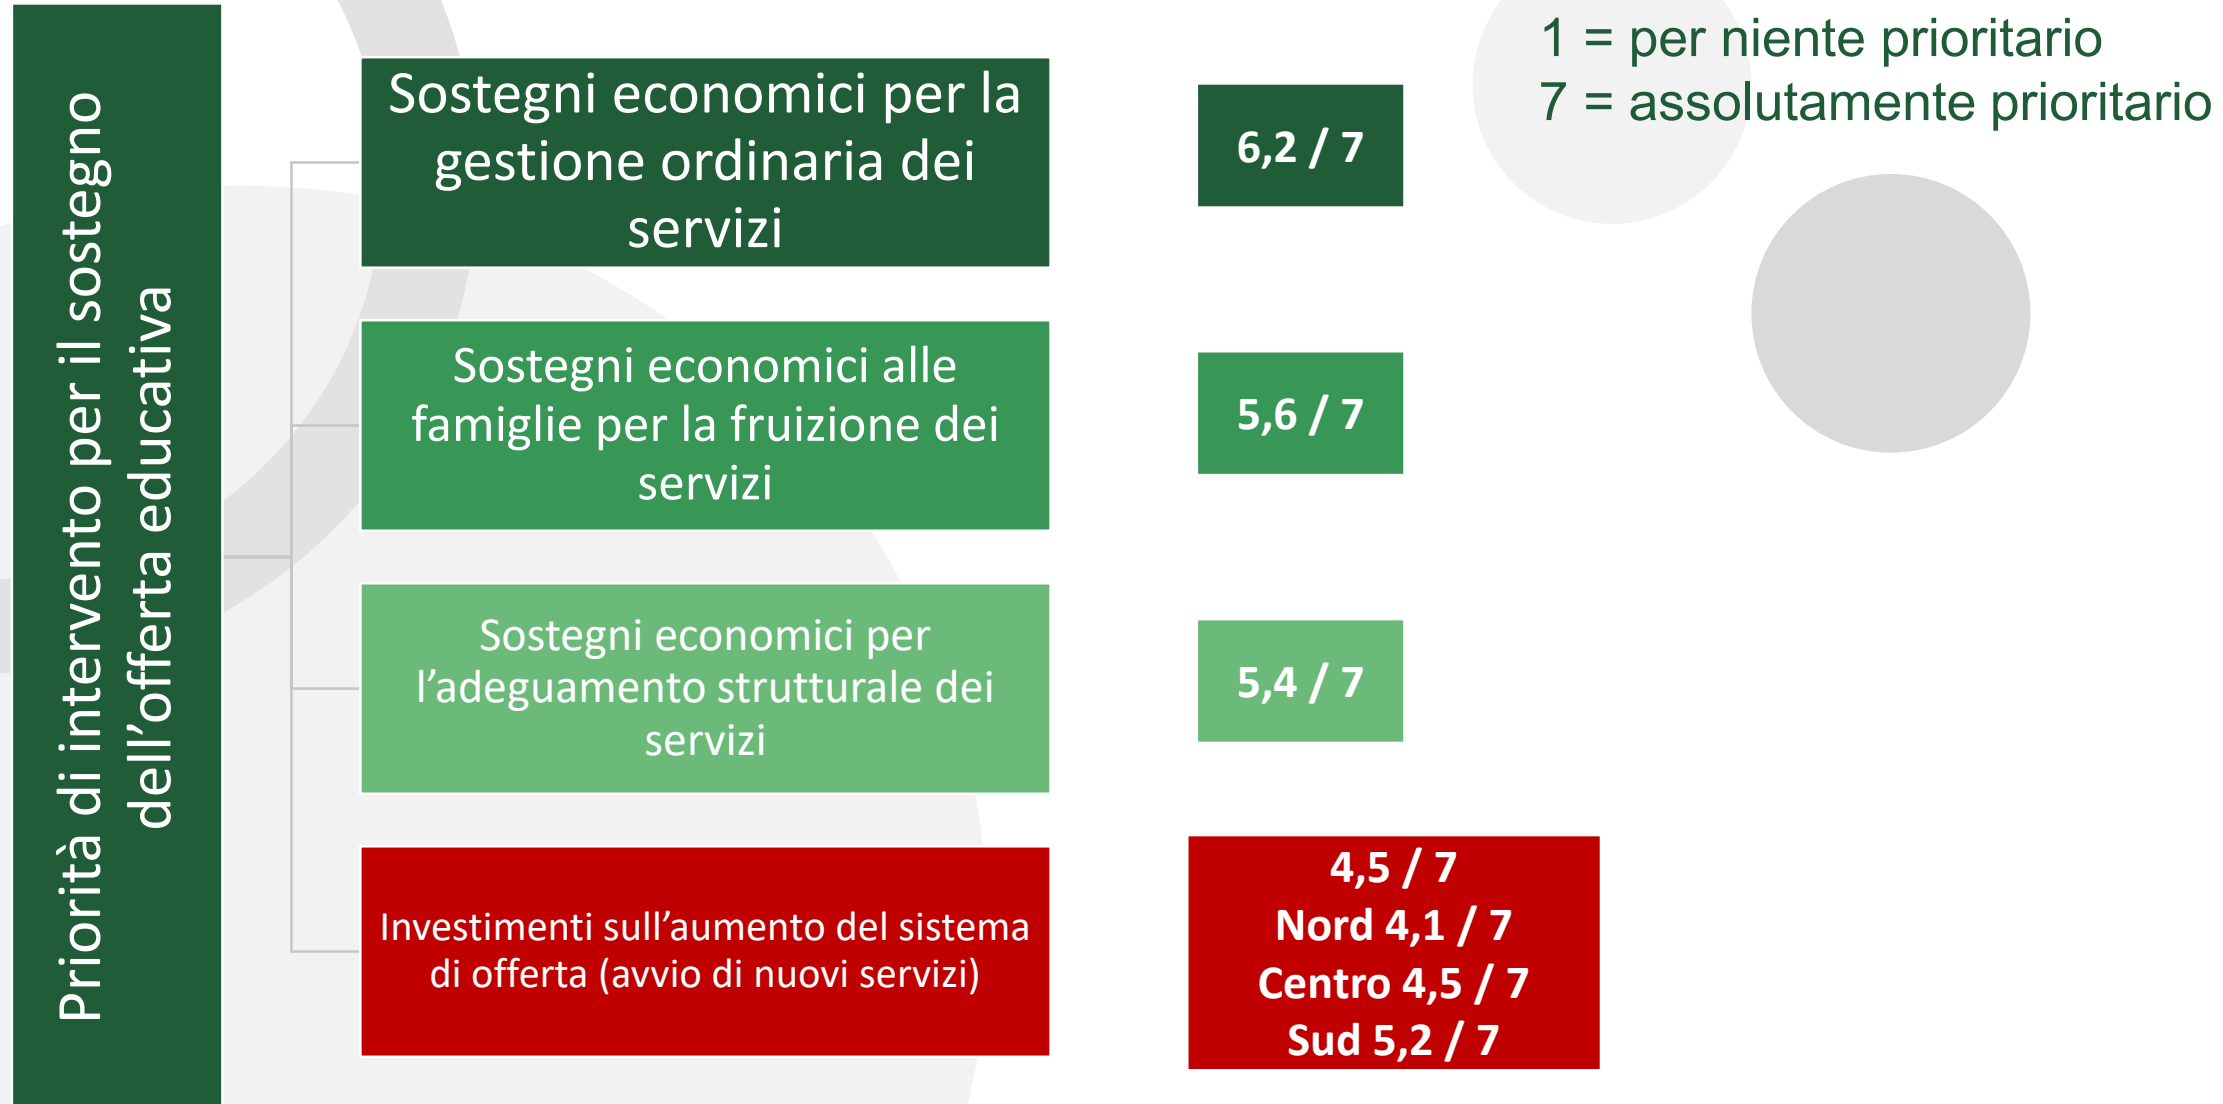 Priorità di intervento per il sostegno
dell’offerta educativa
1 = per niente prioritario
7 = assolutamente prioritario
Sostegni economici per la
gestione ordinaria dei
servizi
6,2 / 7
Sostegni economici alle
famiglie per la fruizione dei
servizi
5,6 / 7
Sostegni economici per
l’adeguamento strutturale dei
servizi
5,4 / 7
Investimenti sull’aumento del sistema
di offerta (avvio di nuovi servizi)
4,5 / 7
Nord 4,1 / 7
Centro 4,5 / 7
Sud 5,2 / 7